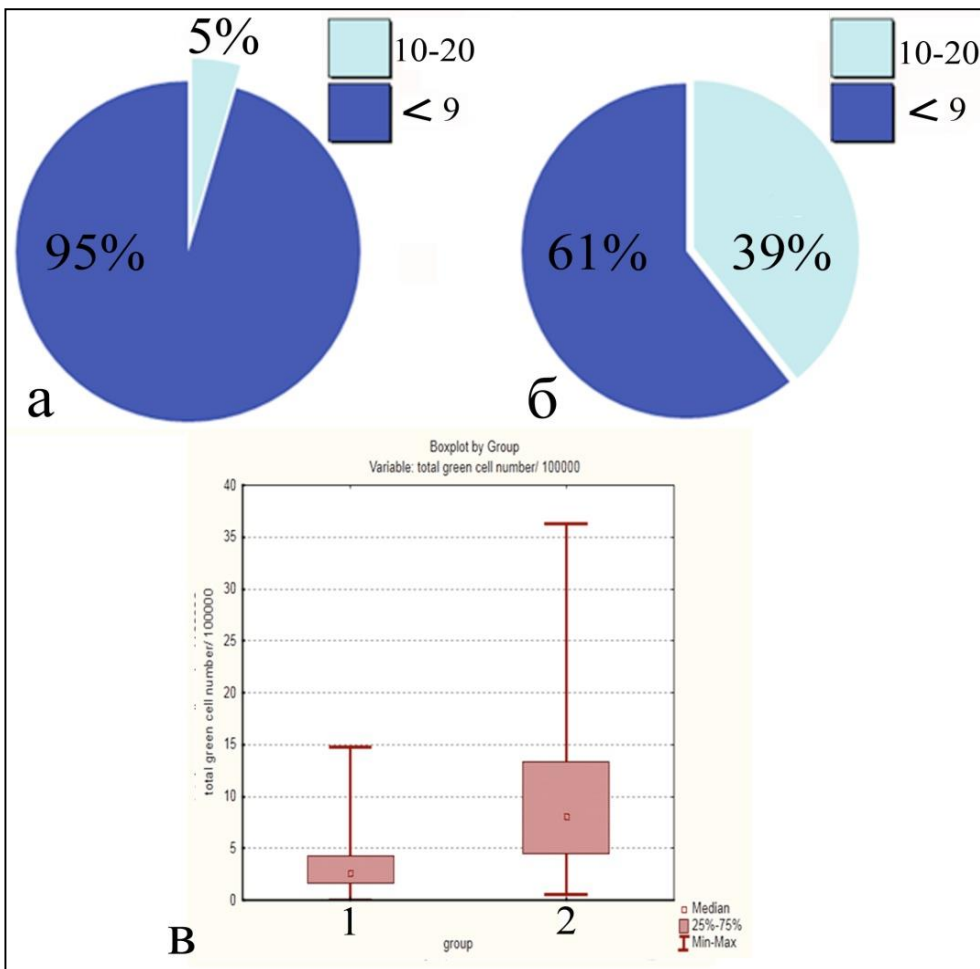 5%
10-20
< 9
95%
а
10-20
< 9
61%
39%
б
Boxplot by Group
Variable: total green cell number/ 100000
40
35
30
25
20
15
10
5
0
total green cell number/ 100000
1
2
group
Median
25%-75%
Min-Max
в